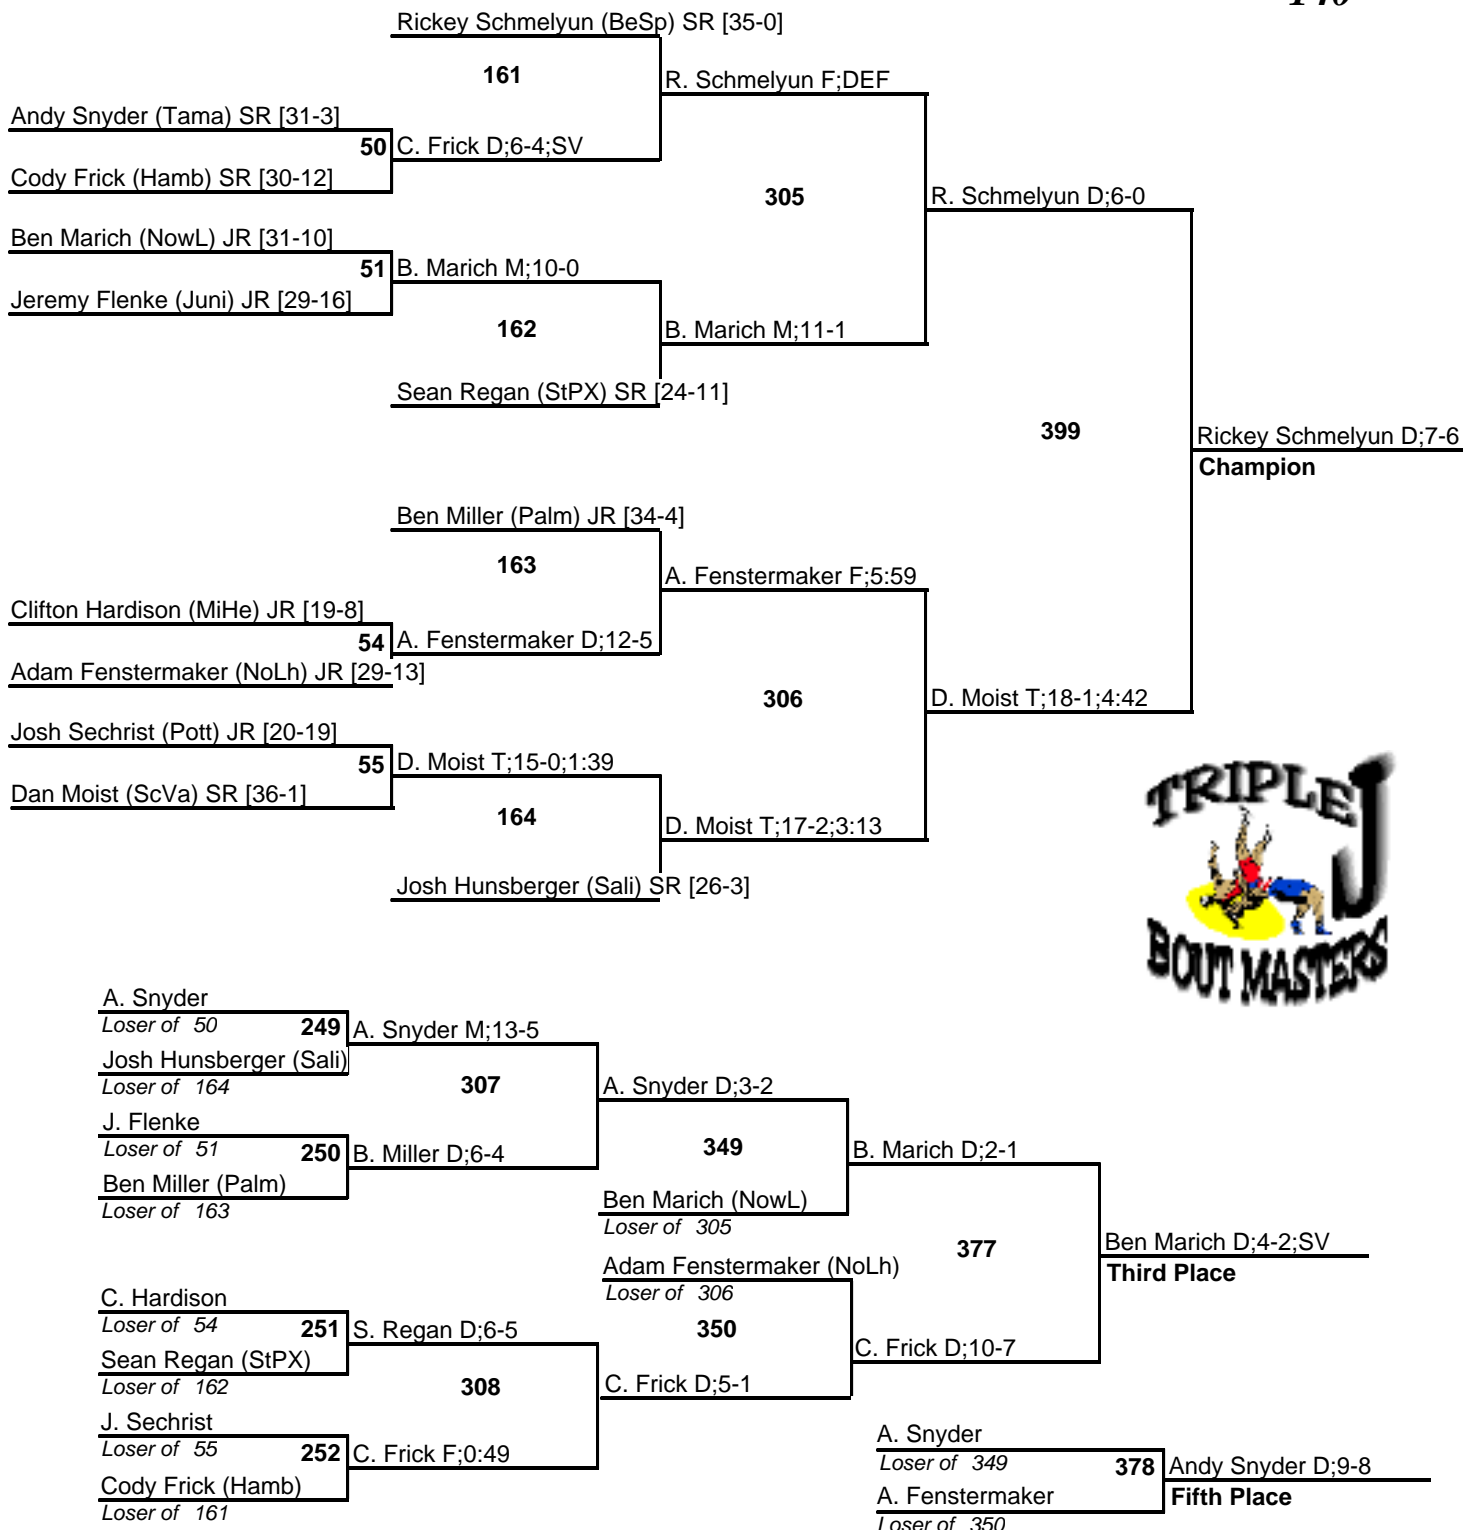 Rickey Schmelyun (BeSp) SR [35-0]
161
R. Schmelyun F;DEF
Andy Snyder (Tama) SR [31-3]
50 C. Frick D;6-4;SV
Cody Frick (Hamb) SR [30-12]
305
R. Schmelyun D;6-0
Ben Marich (NowL) JR [31-10]
51 B. Marich M;10-0
Jeremy Flenke (Juni) JR [29-16]
162
B. Marich M;11-1
Sean Regan (StPX) SR [24-11]
399
Rickey Schmelyun D;7-6
Champion
Ben Miller (Palm) JR [34-4]
163
A. Fenstermaker F;5:59
Clifton Hardison (MiHe) JR [19-8]
54 A. Fenstermaker D;12-5
Adam Fenstermaker (NoLh) JR [29-13]
306
D. Moist T;18-1;4:42
Josh Sechrist (Pott) JR [20-19]
55 D. Moist T;15-0;1:39
Dan Moist (ScVa) SR [36-1]
164
D. Moist T;17-2;3:13
Josh Hunsberger (Sali) SR [26-3]
TRIPLE J
BOUT MASTERS
A. Snyder
Loser of 50
249 A. Snyder M;13-5
Josh Hunsberger (Sali)
Loser of 164
307
A. Snyder D;3-2
J. Flenke
Loser of 51
250 B. Miller D;6-4
Ben Miller (Palm)
Loser of 163
349
B. Marich D;2-1
Ben Marich (NowL)
Loser of 305
377
Ben Marich D;4-2;SV
Third Place
Adam Fenstermaker (NoLh)
Loser of 306
350
C. Frick D;10-7
C. Hardison
Loser of 54
251 S. Regan D;6-5
Sean Regan (StPX)
Loser of 162
308
C. Frick D;5-1
J. Sechrist
Loser of 55
252 C. Frick F;0:49
Cody Frick (Hamb)
Loser of 161
A. Snyder
Loser of 349
378 Andy Snyder D;9-8
A. Fenstermaker
Fifth Place
Loser of 350